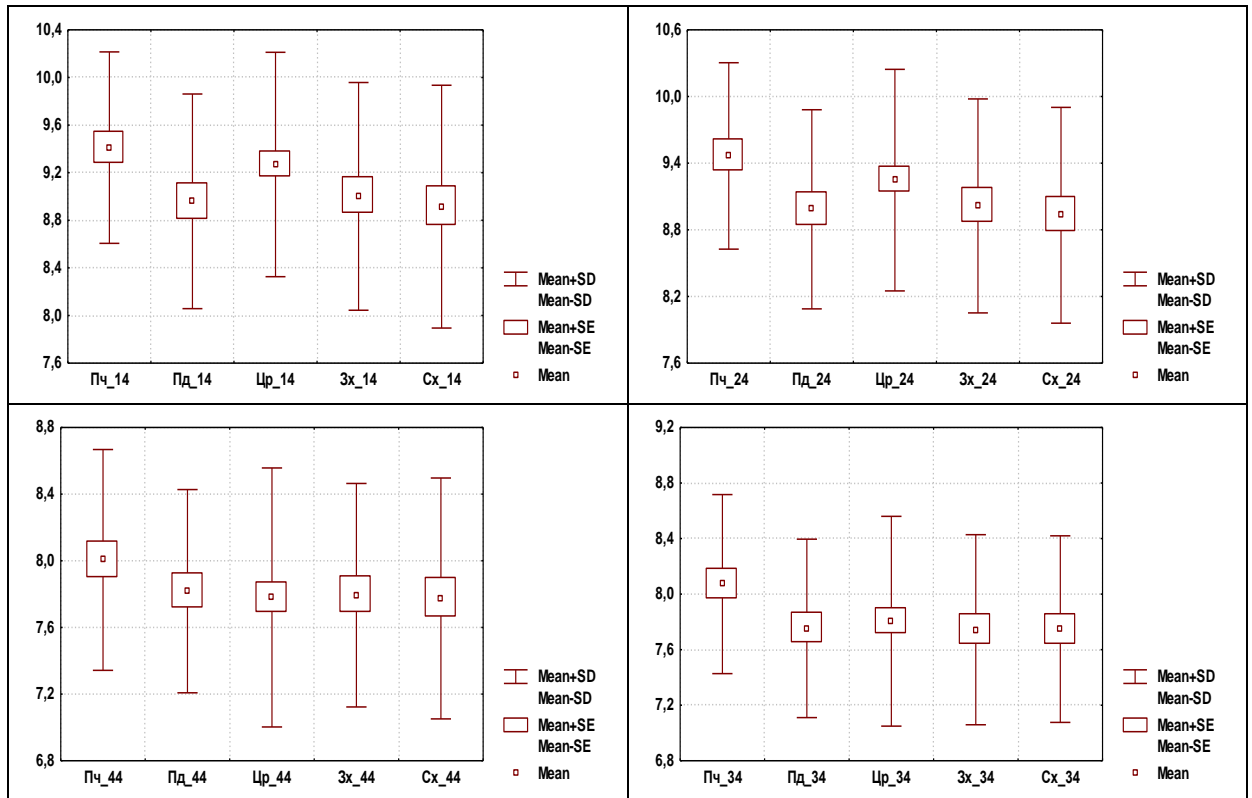 10,4
10,0
9,6
9,2
8,8
8,4
8,0
7,6
Пч_14 Пд_14 Цр_14 Зх_14 Сх_14
Mean+SD
Mean-SD
Mean+SE
Mean-SE
Mean
10,6
10,0
9,4
8,8
8,2
7,6
Пч_24 Пд_24 Цр_24 Зх_24 Сх_24
Mean+SD
Mean-SD
Mean+SE
Mean-SE
Mean
8,8
8,4
8,0
7,6
7,2
6,8
Пч_44 Пд_44 Цр_44 Зх_44 Сх_44
Mean+SD
Mean-SD
Mean+SE
Mean-SE
Mean
9,2
8,8
8,4
8,0
7,6
7,2
6,8
Пч_34 Пд_34 Цр_34 Зх_34 Сх_34
Mean+SD
Mean-SD
Mean+SE
Mean-SE
Mean